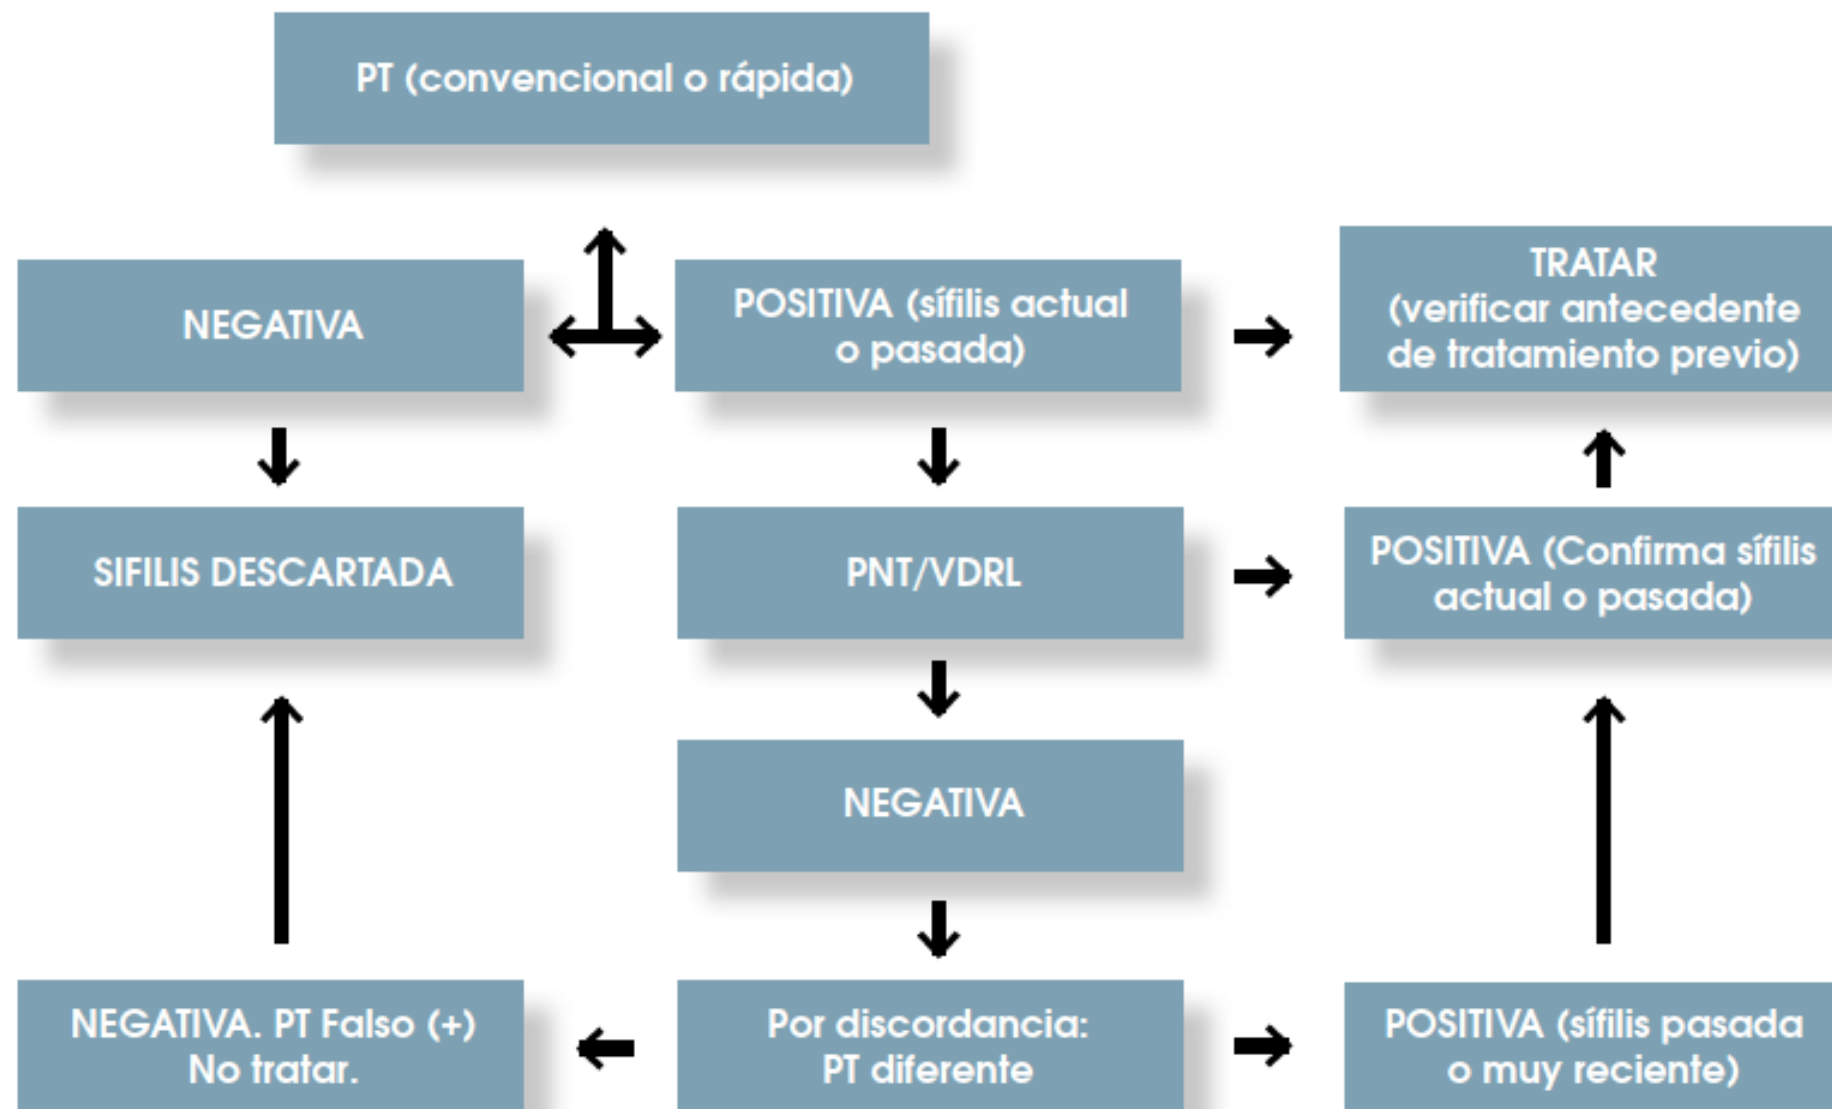 PT (convencional o rápida)
NEGATIVA
POSITIVA (sífilis actual
o pasada)
TRATAR
(verificar antecedente
de tratamiento previo)
SIFILIS DESCARTADA
PNT/VDRL
POSITIVA (Confirma sífilis
actual o pasada)
NEGATIVA
NEGATIVA. PT Falso (+)
No tratar.
Por discordancia:
PT diferente
POSITIVA (sífilis pasada
o muy reciente)